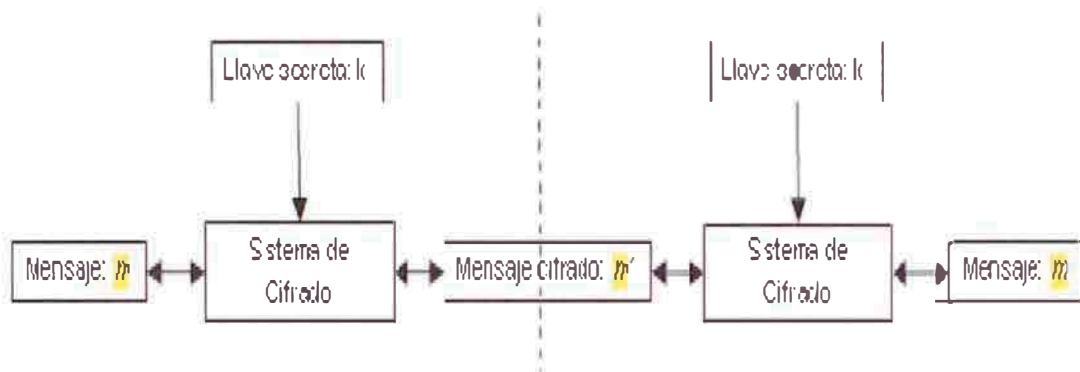 Llave secreta: k
Llave secreta: k
Mensaje: m
Sistema de
Cifrado
Mensaje cifrado: m'
Sistema de
Cifrado
Mensaje: m